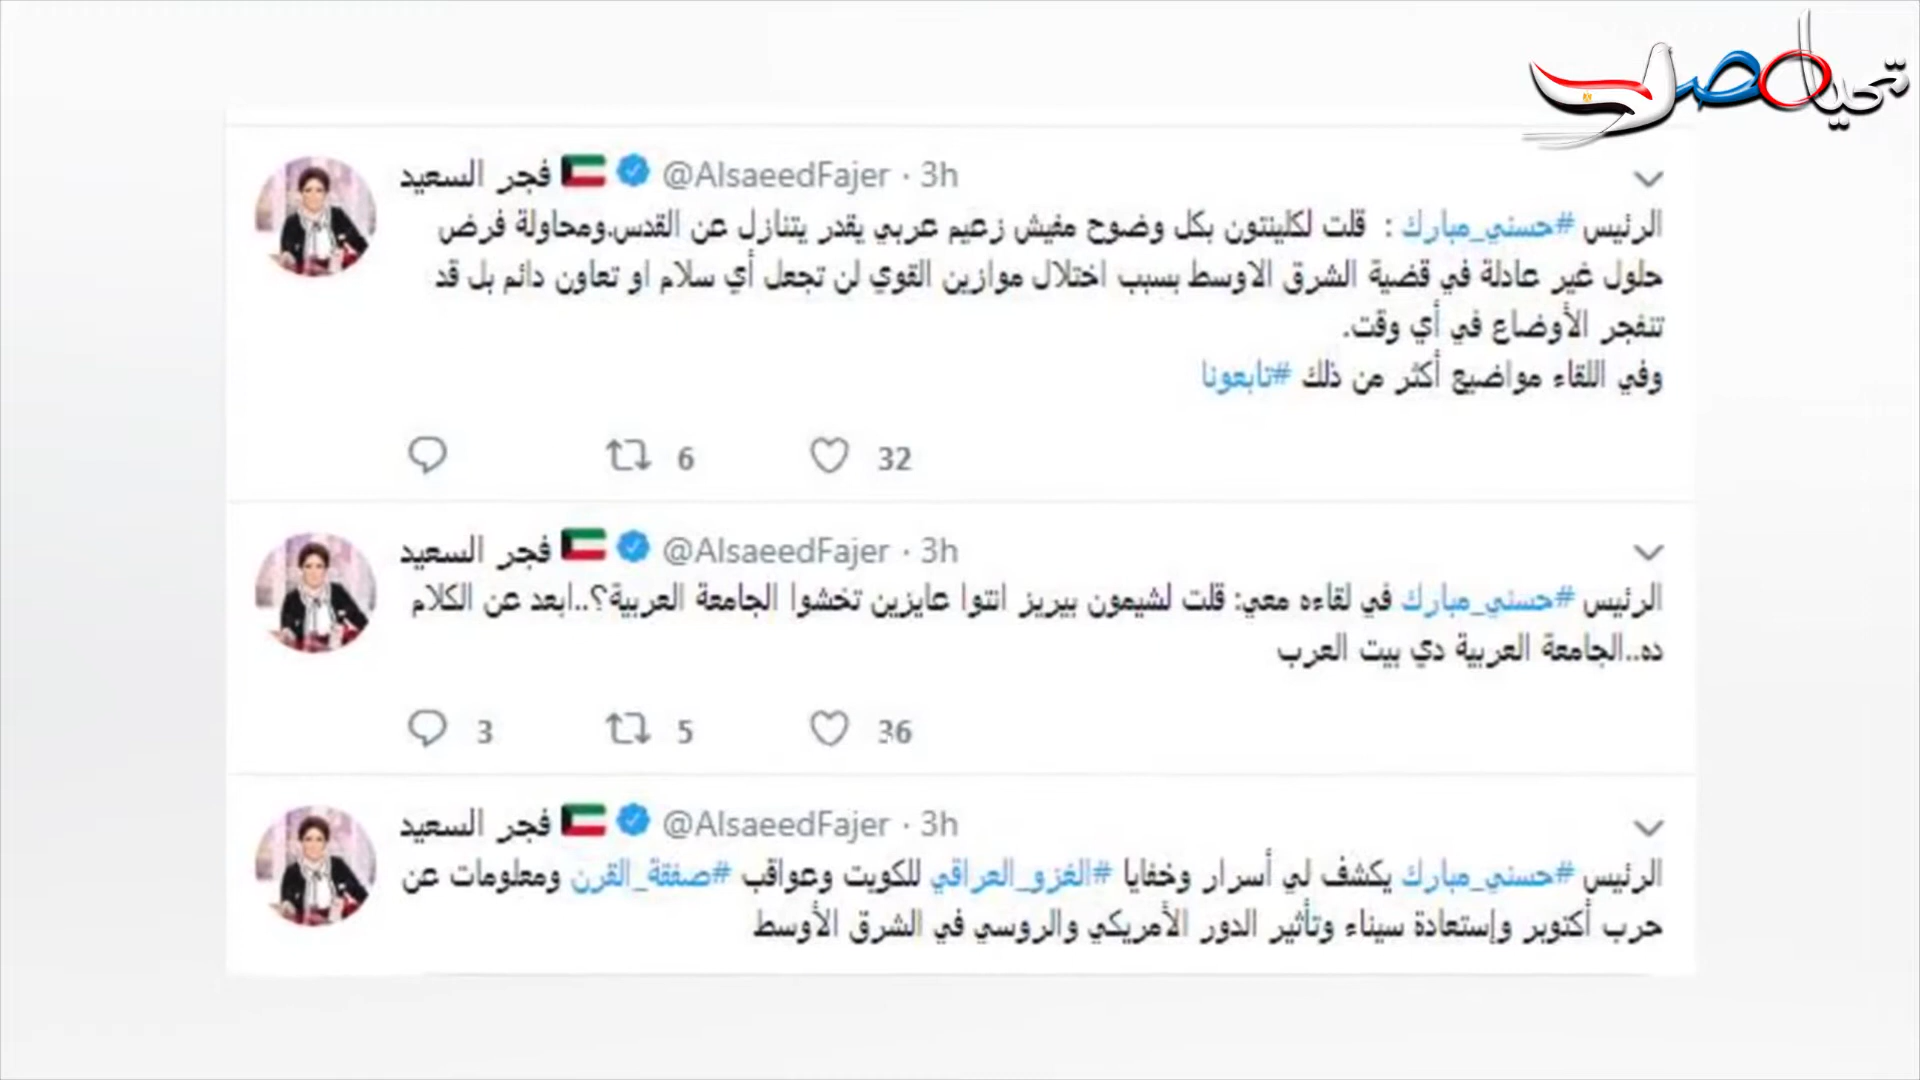 تحيا مصر
فجر السعيد @AlsaeedFajer · 3h
الرئيس #حسني_مبارك : قلت لكلينتون بكل وضوح مفيش زعيم عربي يقدر يتنازل عن القدس.ومحاولة فرض
حلول غير عادلة في قضية الشرق الاوسط بسبب اختلال موازين القوي لن تجعل أي سلام او تعاون دائم بل قد
تنفجر الأوضاع في أي وقت.
وفي اللقاء مواضيع أكثر من ذلك #تابعونا
6 32
فجر السعيد @AlsaeedFajer · 3h
الرئيس #حسني_مبارك في لقاءه معي: قلت لشيمون بيريز انتوا عايزين تخشوا الجامعة العربية؟..ابعد عن الكلام
ده..الجامعة العربية دي بيت العرب
3 5 36
فجر السعيد @AlsaeedFajer · 3h
الرئيس #حسني_مبارك يكشف لي أسرار وخفايا #الغزو_العراقي للكويت وعواقب #صفقة_القرن ومعلومات عن
حرب أكتوبر وإستعادة سيناء وتأثير الدور الأمريكي والروسي في الشرق الأوسط